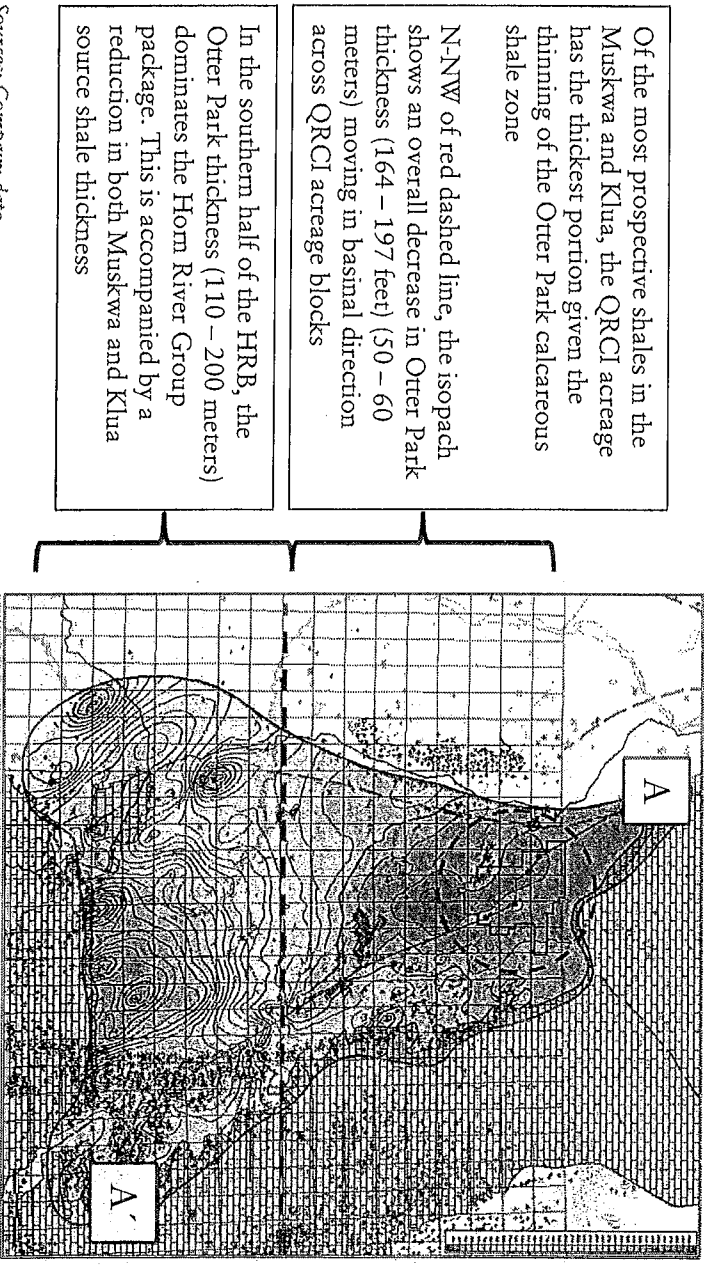 Of the most prospective shales in the
Muskwa and Klua, the QRCI acreage
has the thickest portion given the
thinning of the Otter Park calcareous
shale zone
N-NW of red dashed line, the isopach
shows an overall decrease in Otter Park
thickness (164 – 197 feet) (50 – 60
meters) moving in basinal direction
across QRCI acreage blocks
In the southern half of the HRB, the
Otter Park thickness (110 – 200 meters)
dominates the Horn River Group
package. This is accompanied by a
reduction in both Muskwa and Klua
source shale thickness
A
A´
Source: Company data